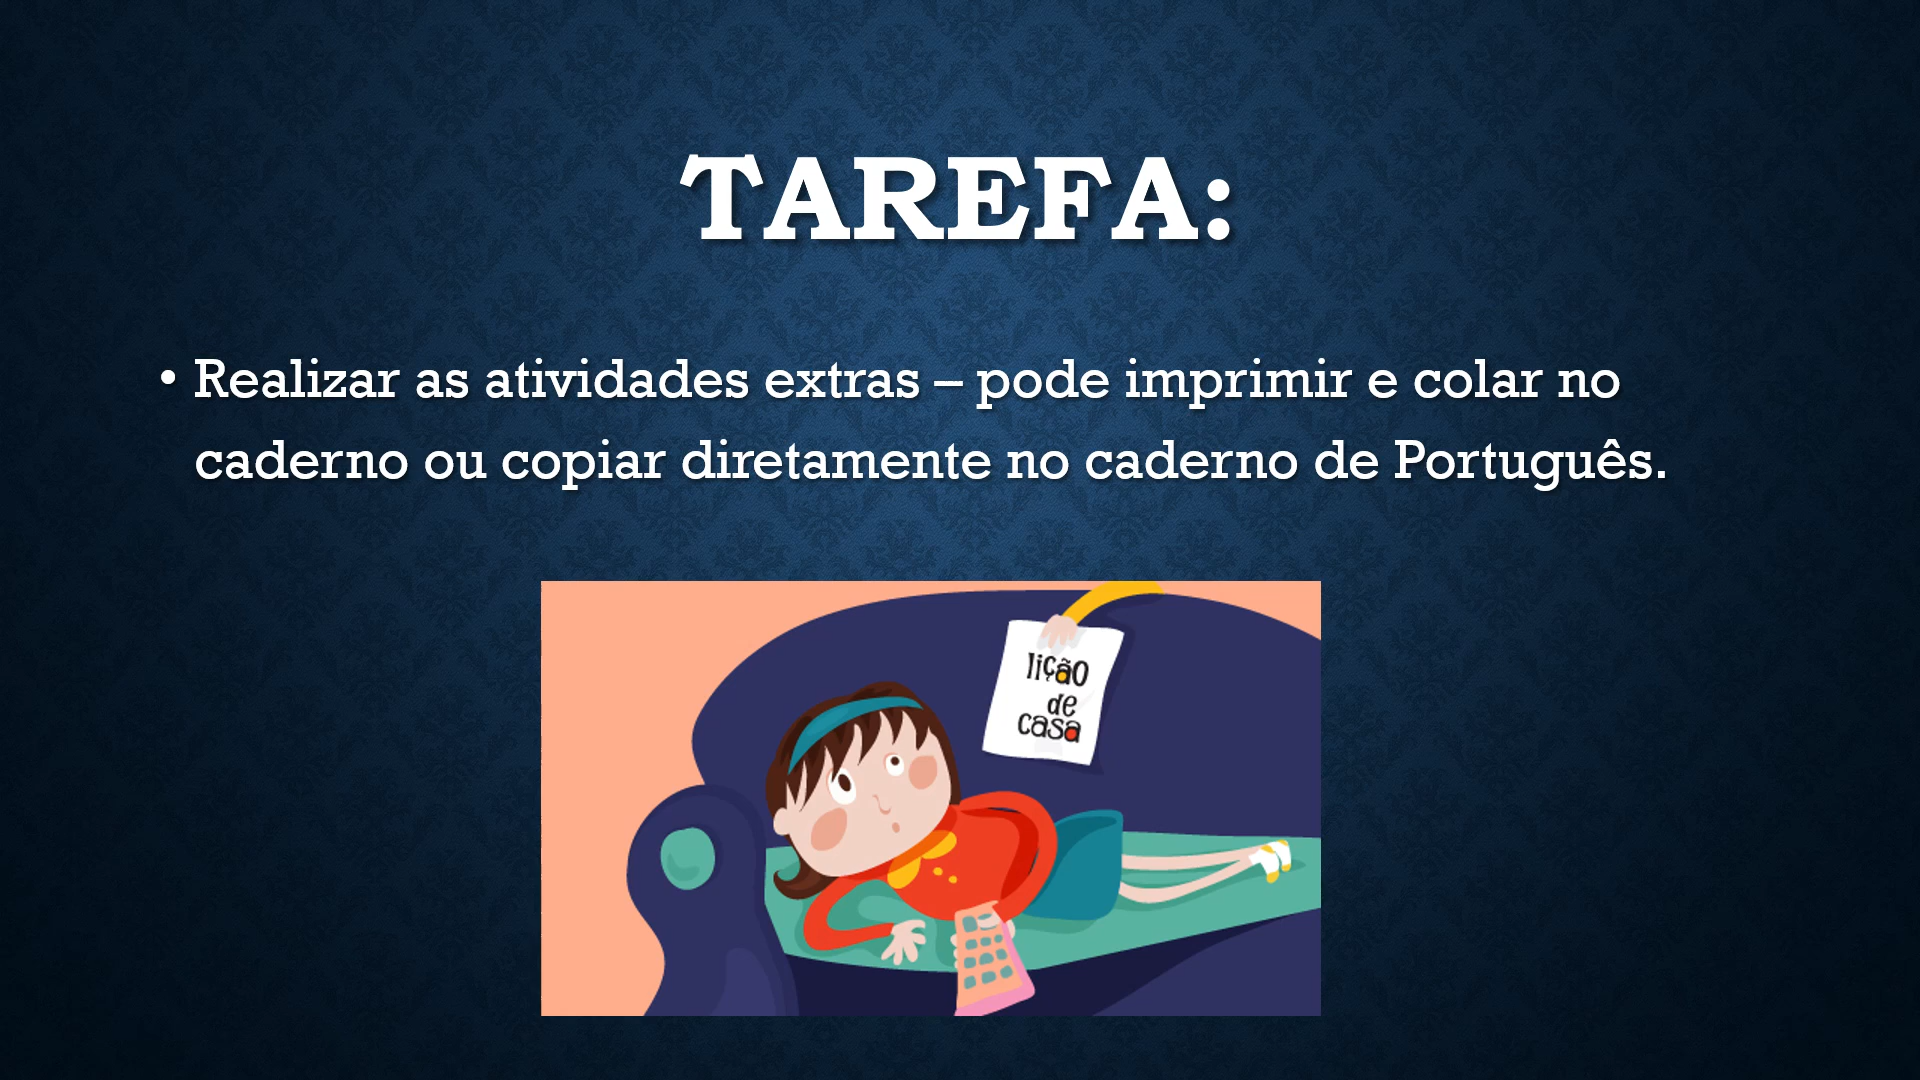 TAREFA:
• Realizar as atividades extras – pode imprimir e colar no
caderno ou copiar diretamente no caderno de Português.
lição
de
casa